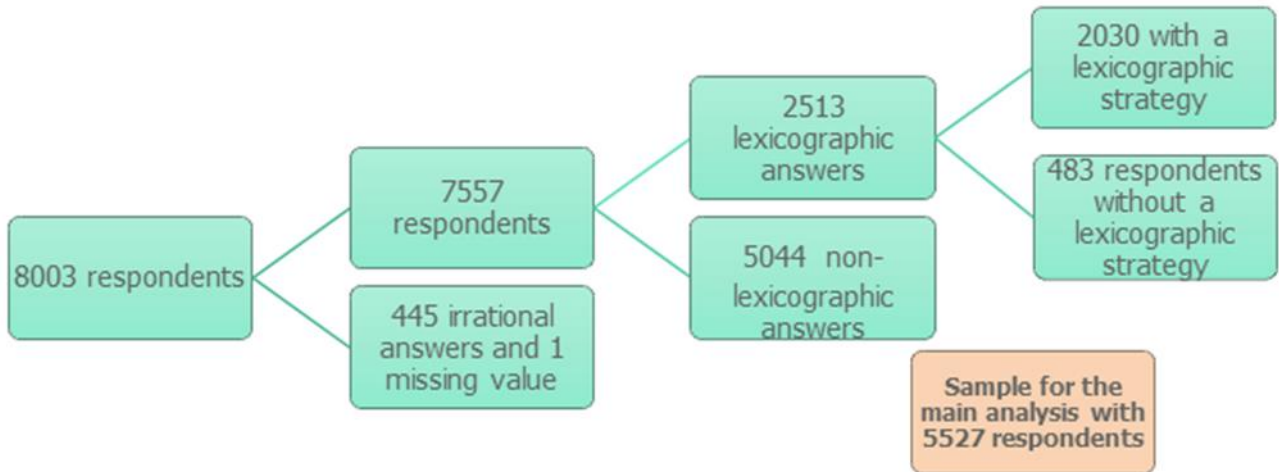 8003 respondents
7557
respondents
445 irrational
answers and 1
missing value
2513
lexicographic
answers
5044 non-
lexicographic
answers
2030 with a
lexicographic
strategy
483 respondents
without a
lexicographic
strategy
Sample for the
main analysis with
5527 respondents